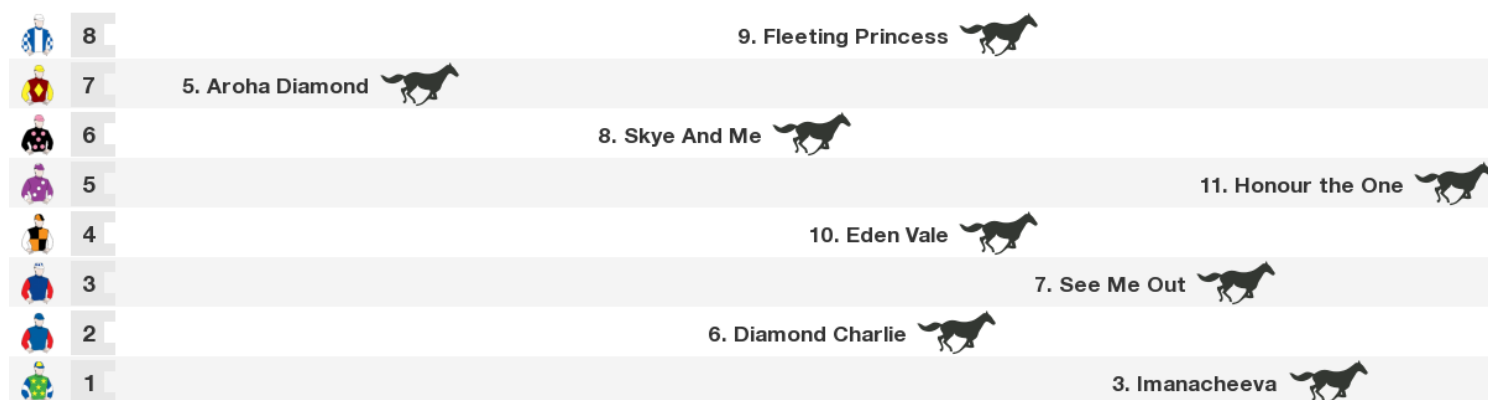 8 9. Fleeting Princess
7 5. Aroha Diamond
6 8. Skye And Me
5 11. Honour the One
4 10. Eden Vale
3 7. See Me Out
2 6. Diamond Charlie
1 3. Imanacheeva